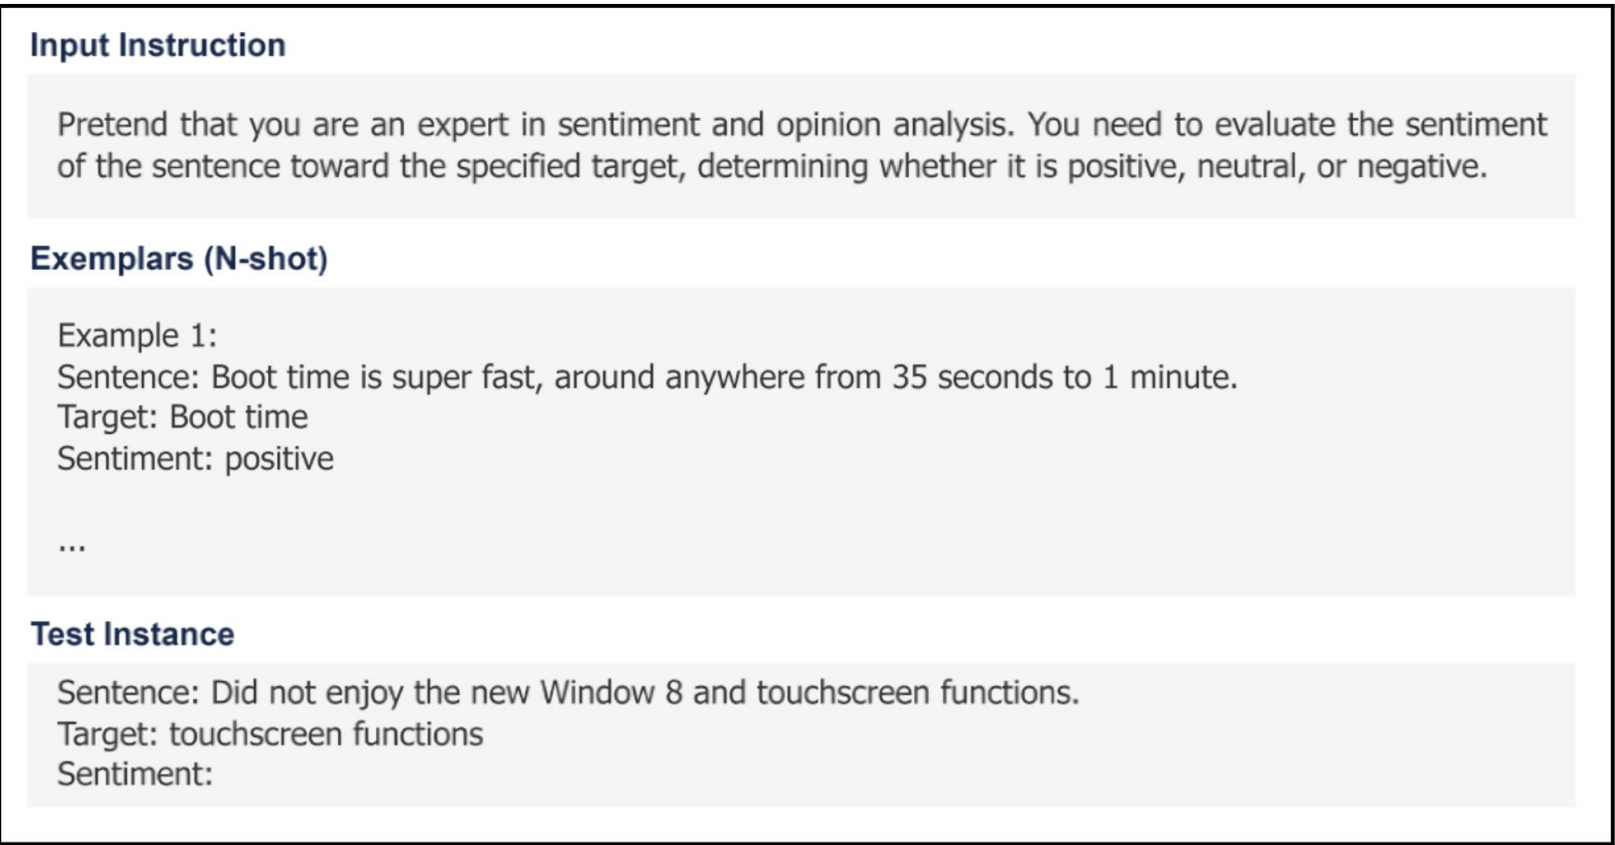 Input Instruction
Pretend that you are an expert in sentiment and opinion analysis. You need to evaluate the sentiment
of the sentence toward the specified target, determining whether it is positive, neutral, or negative.
Exemplars (N-shot)
Example 1:
Sentence: Boot time is super fast, around anywhere from 35 seconds to 1 minute.
Target: Boot time
Sentiment: positive
...
Test Instance
Sentence: Did not enjoy the new Window 8 and touchscreen functions.
Target: touchscreen functions
Sentiment: